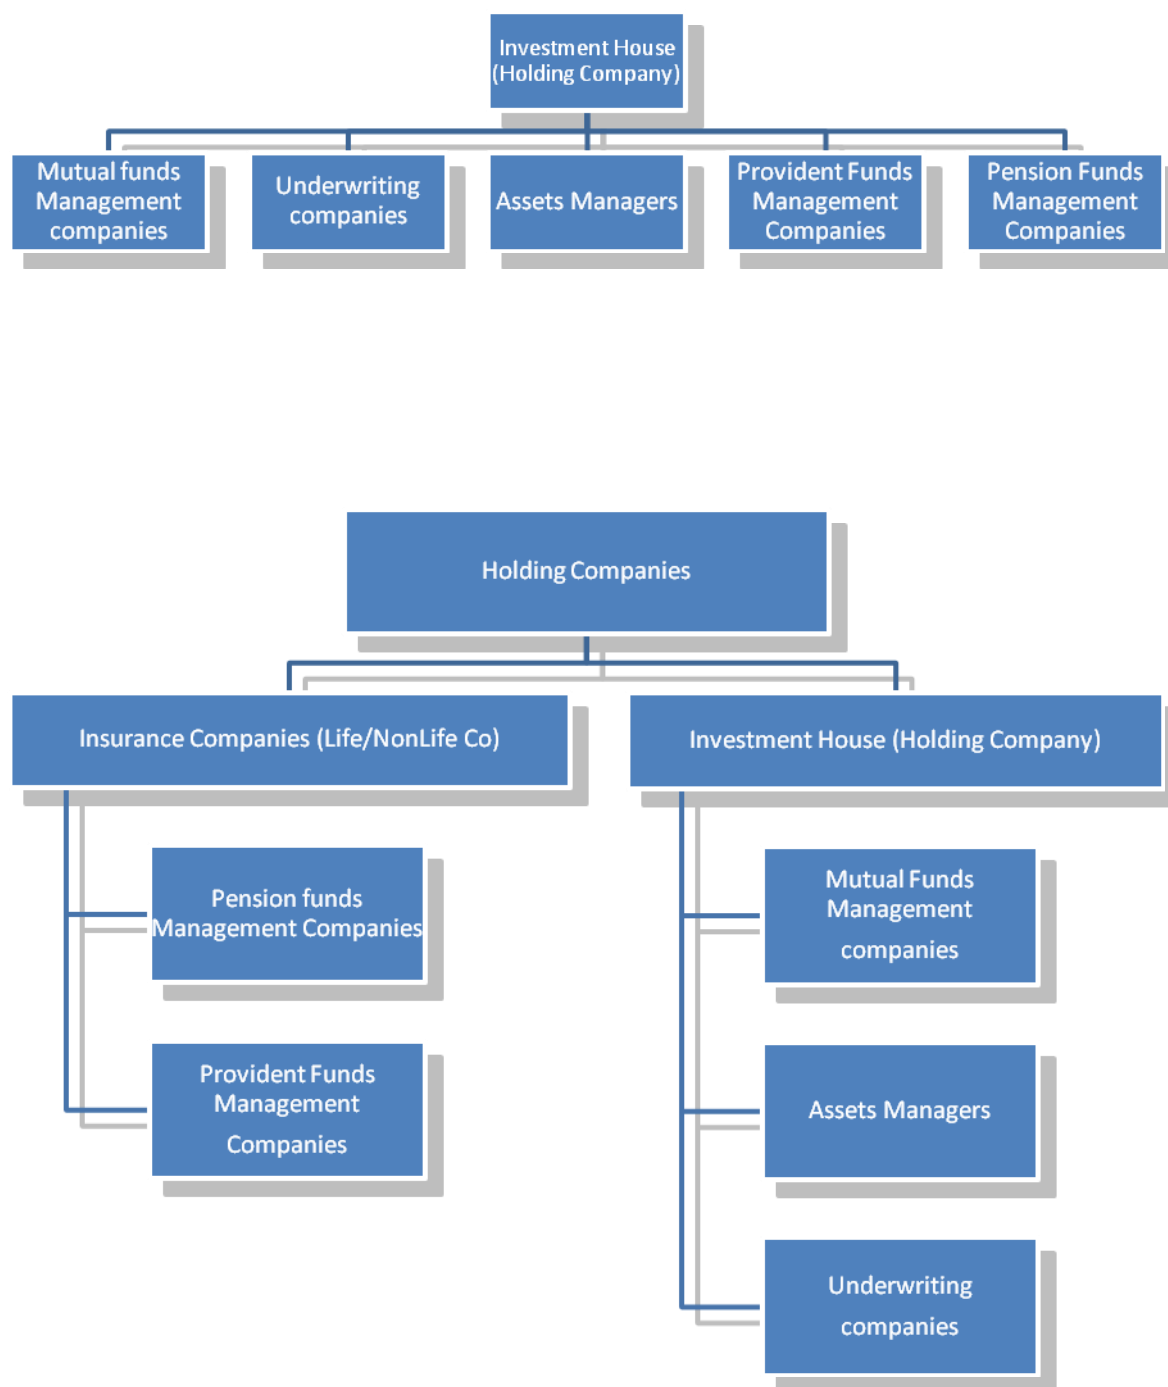 Investment House
(Holding Company)
Mutual funds
Management
companies
Underwriting
companies
Assets Managers
Provident Funds
Management
Companies
Pension Funds
Management
Companies
Holding Companies
Insurance Companies (Life/NonLife Co)
Investment House (Holding Company)
Pension funds
Management Companies
Provident Funds
Management
Companies
Mutual Funds
Management
companies
Assets Managers
Underwriting
companies